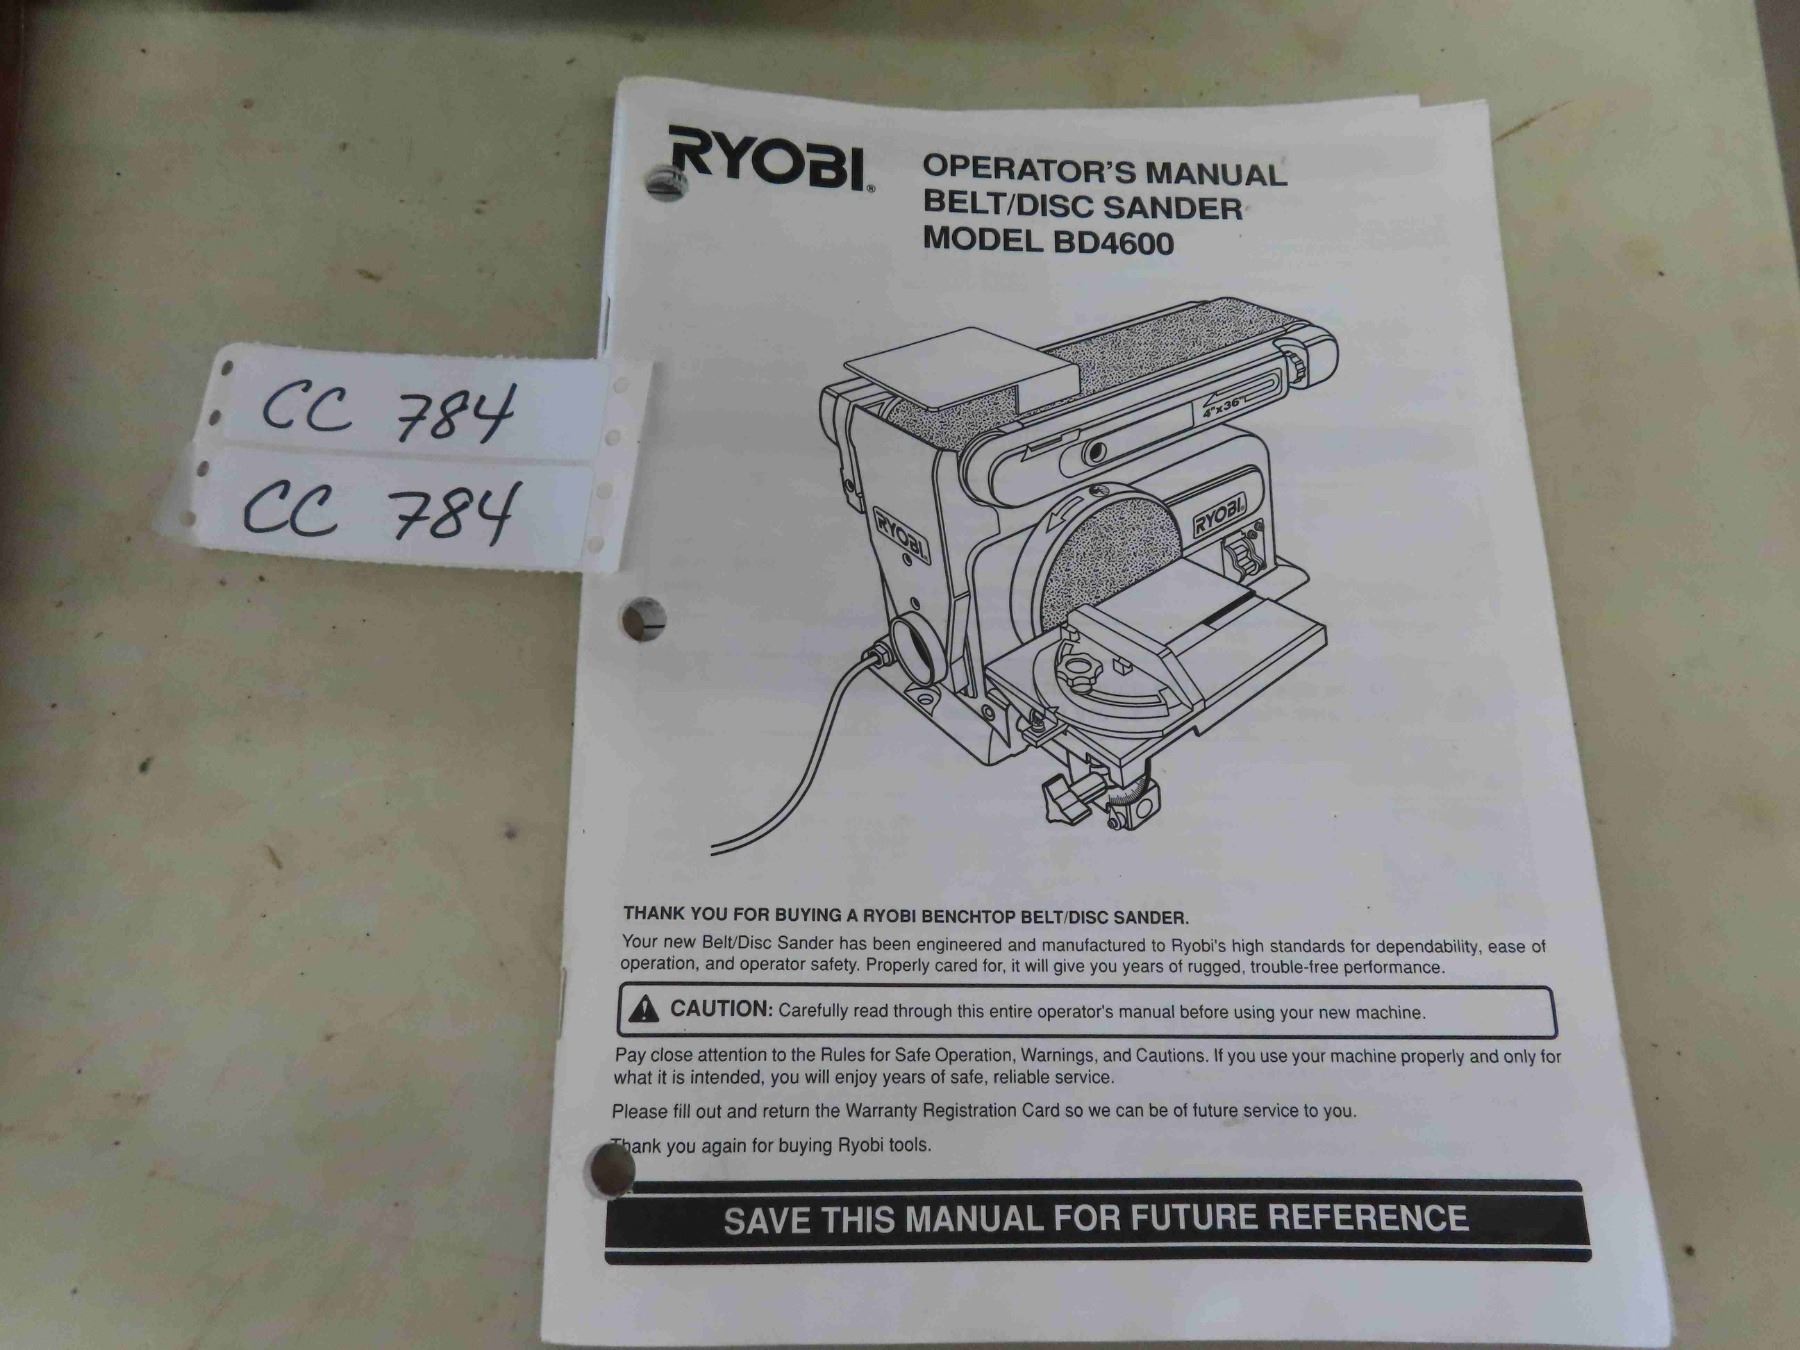 RYOBI®
OPERATOR'S MANUAL
BELT/DISC SANDER
MODEL BD4600
CC 784
CC 784
4"x36"
RYOBI
RYOBI
THANK YOU FOR BUYING A RYOBI BENCHTOP BELT/DISC SANDER.
Your new Belt/Disc Sander has been engineered and manufactured to Ryobi's high standards for dependability, ease of
operation, and operator safety. Properly cared for, it will give you years of rugged, trouble-free performance.
CAUTION: Carefully read through this entire operator's manual before using your new machine.
Pay close attention to the Rules for Safe Operation, Warnings, and Cautions. If you use your machine properly and only for
what it is intended, you will enjoy years of safe, reliable service.
Please fill out and return the Warranty Registration Card so we can be of future service to you.
Thank you again for buying Ryobi tools.
SAVE THIS MANUAL FOR FUTURE REFERENCE